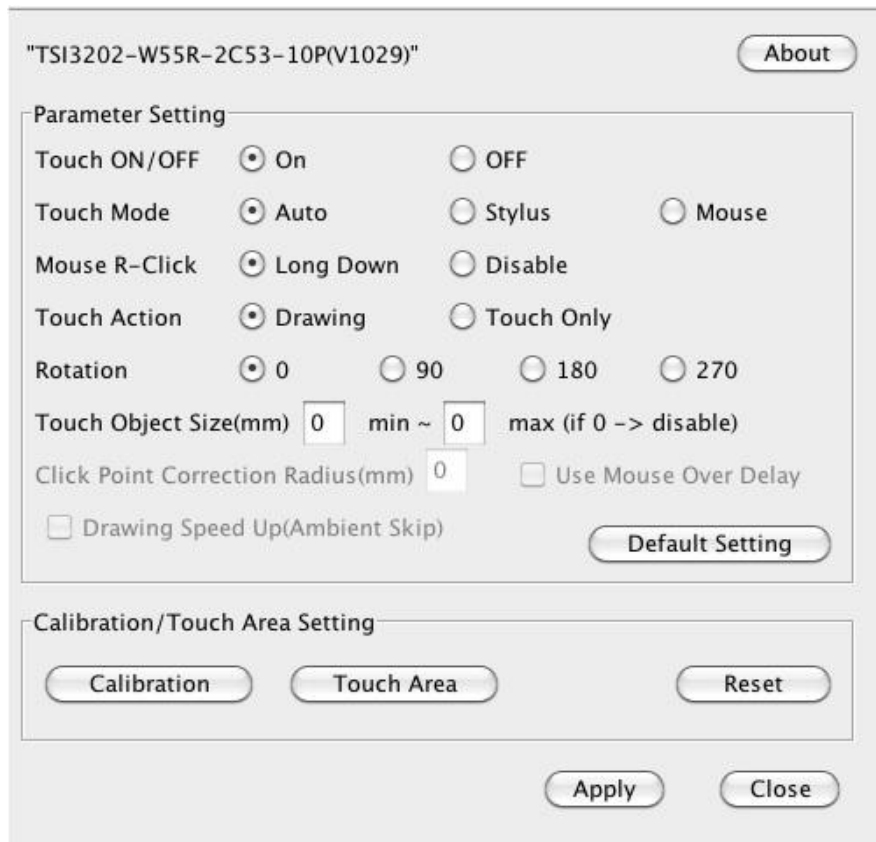 "TSI3202-W55R-2C53-10P(V1029)" About
Parameter Setting
Touch ON/OFF On OFF
Touch Mode Auto Stylus Mouse
Mouse R-Click Long Down Disable
Touch Action Drawing Touch Only
Rotation 0 90 180 270
Touch Object Size(mm) 0 min ~ 0 max (if 0 -> disable)
Click Point Correction Radius(mm) 0 Use Mouse Over Delay
Drawing Speed Up(Ambient Skip)
Default Setting
Calibration/Touch Area Setting
Calibration Touch Area Reset
Apply Close